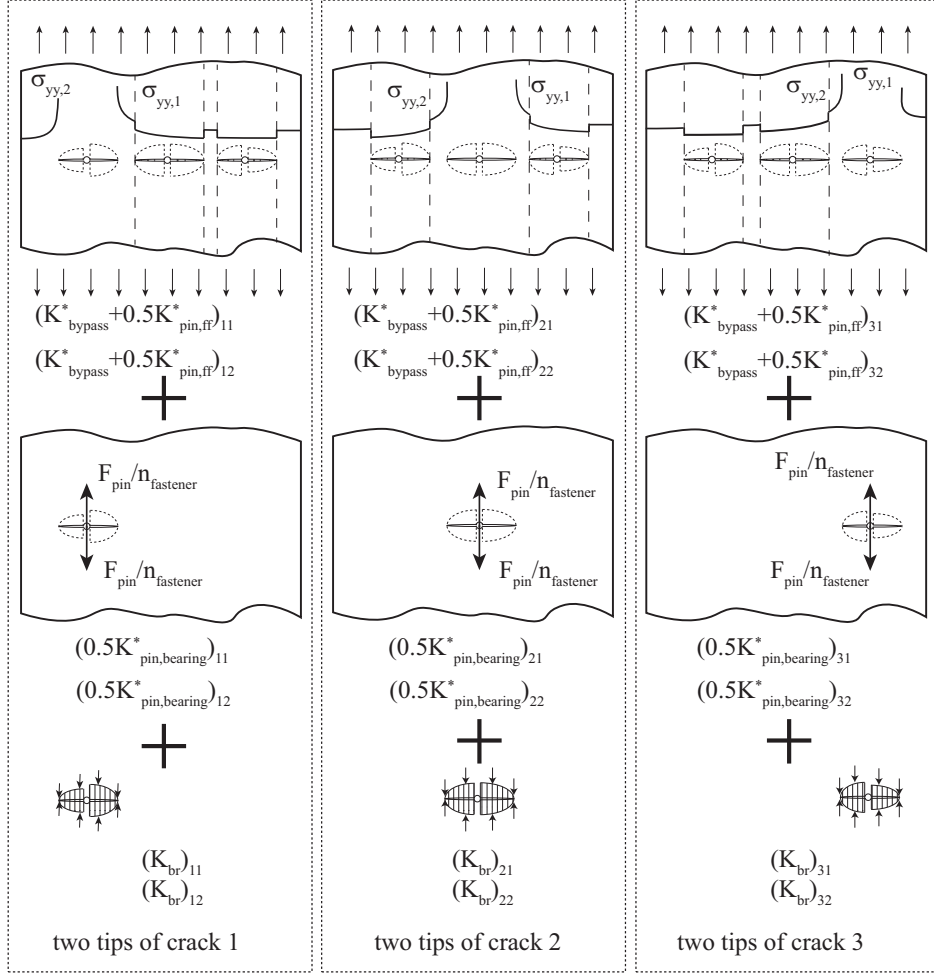 σyy,2
σyy,1
(K*bypass+0.5K*pin,ff)11
(K*bypass+0.5K*pin,ff)12
+
Fpin/nfastener
Fpin/nfastener
(0.5K*pin,bearing)11
(0.5K*pin,bearing)12
+
(Kbr)11
(Kbr)12
two tips of crack 1
σyy,2
σyy,1
(K*bypass+0.5K*pin,ff)21
(K*bypass+0.5K*pin,ff)22
+
Fpin/nfastener
Fpin/nfastener
(0.5K*pin,bearing)21
(0.5K*pin,bearing)22
+
(Kbr)21
(Kbr)22
two tips of crack 2
σyy,2
σyy,1
(K*bypass+0.5K*pin,ff)31
(K*bypass+0.5K*pin,ff)32
+
Fpin/nfastener
Fpin/nfastener
(0.5K*pin,bearing)31
(0.5K*pin,bearing)32
+
(Kbr)31
(Kbr)32
two tips of crack 3